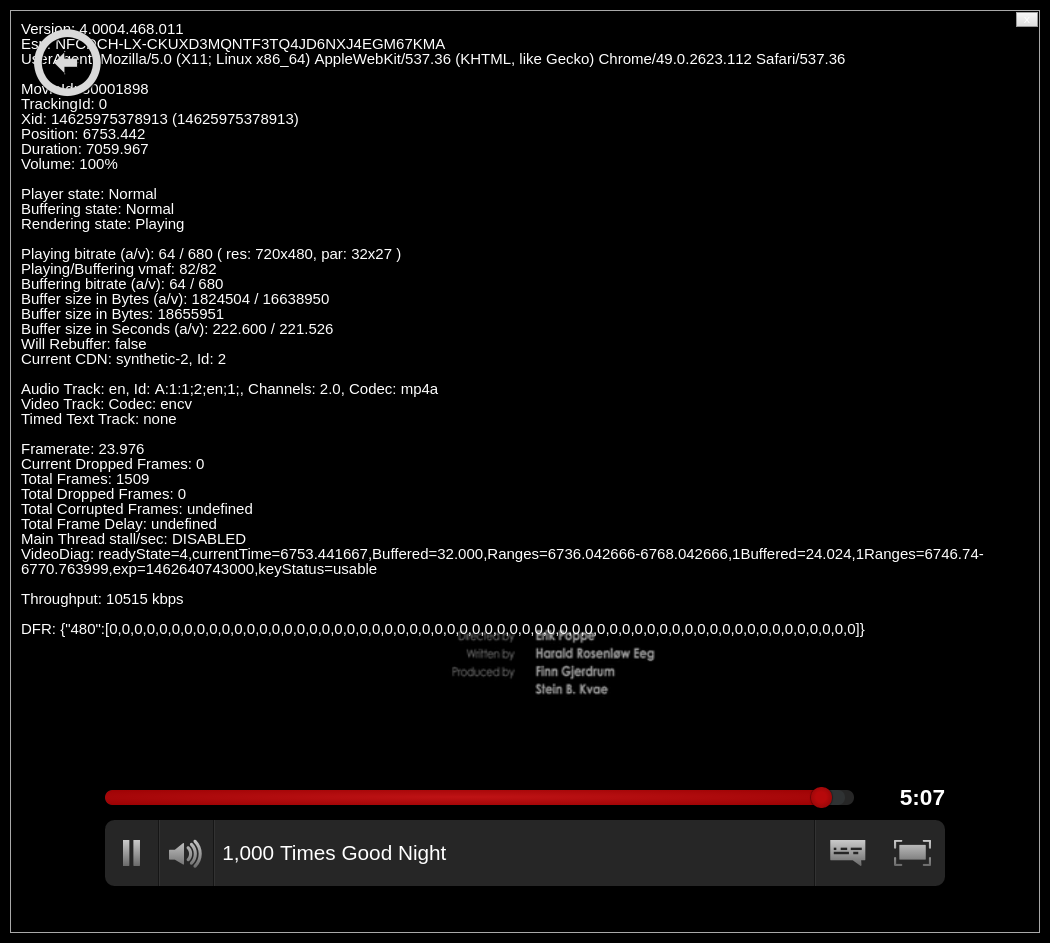 Version: 4.0004.468.011
Esn: NFCDCH-LX-CKUXD3MQNTF3TQ4JD6NXJ4EGM67KMA
UserAgent: Mozilla/5.0 (X11; Linux x86_64) AppleWebKit/537.36 (KHTML, like Gecko) Chrome/49.0.2623.112 Safari/537.36
MovieId: 80001898
TrackingId: 0
Xid: 14625975378913 (14625975378913)
Position: 6753.442
Duration: 7059.967
Volume: 100%
Player state: Normal
Buffering state: Normal
Rendering state: Playing
Playing bitrate (a/v): 64 / 680 ( res: 720x480, par: 32x27 )
Playing/Buffering vmaf: 82/82
Buffering bitrate (a/v): 64 / 680
Buffer size in Bytes (a/v): 1824504 / 16638950
Buffer size in Bytes: 18655951
Buffer size in Seconds (a/v): 222.600 / 221.526
Will Rebuffer: false
Current CDN: synthetic-2, Id: 2
Audio Track: en, Id: A:1:1;2;en;1;, Channels: 2.0, Codec: mp4a
Video Track: Codec: encv
Timed Text Track: none
Framerate: 23.976
Current Dropped Frames: 0
Total Frames: 1509
Total Dropped Frames: 0
Total Corrupted Frames: undefined
Total Frame Delay: undefined
Main Thread stall/sec: DISABLED
VideoDiag: readyState=4,currentTime=6753.441667,Buffered=32.000,Ranges=6736.042666-6768.042666,1Buffered=24.024,1Ranges=6746.74-
6770.763999,exp=1462640743000,keyStatus=usable
Throughput: 10515 kbps
DFR: {"480":[0,0,0,0,0,0,0,0,0,0,0,0,0,0,0,0,0,0,0,0,0,0,0,0,0,0,0,0,0,0,0,0,0,0,0,0,0,0,0,0,0,0,0,0,0,0,0,0,0,0,0,0,0,0,0,0,0,0,0,0]}
Directed by Erik Poppe
Written by Harald Rosenløw Eeg
Produced by Finn Gjerdrum
Stein B. Kvae
5:07
1,000 Times Good Night